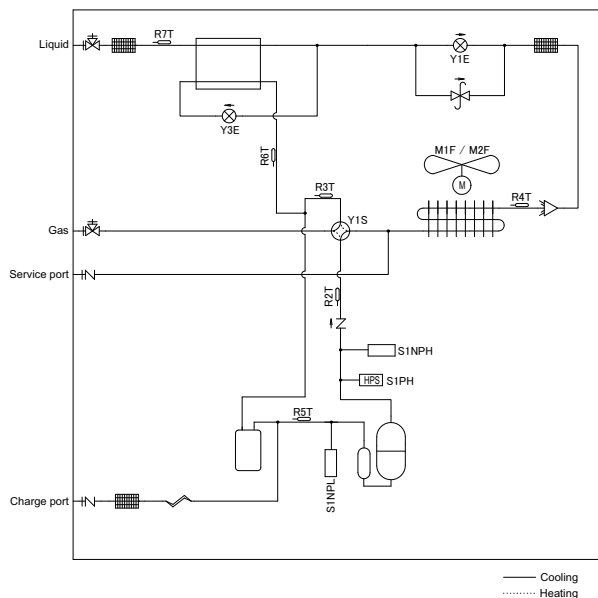 Liquid
R7T
Y1E
Y3E
R6T
M1F / M2F
M
R3T
R4T
Y1S
Gas
Service port
R2T
S1NPH
HPS S1PH
R5T
S1NPL
Charge port
Cooling
Heating